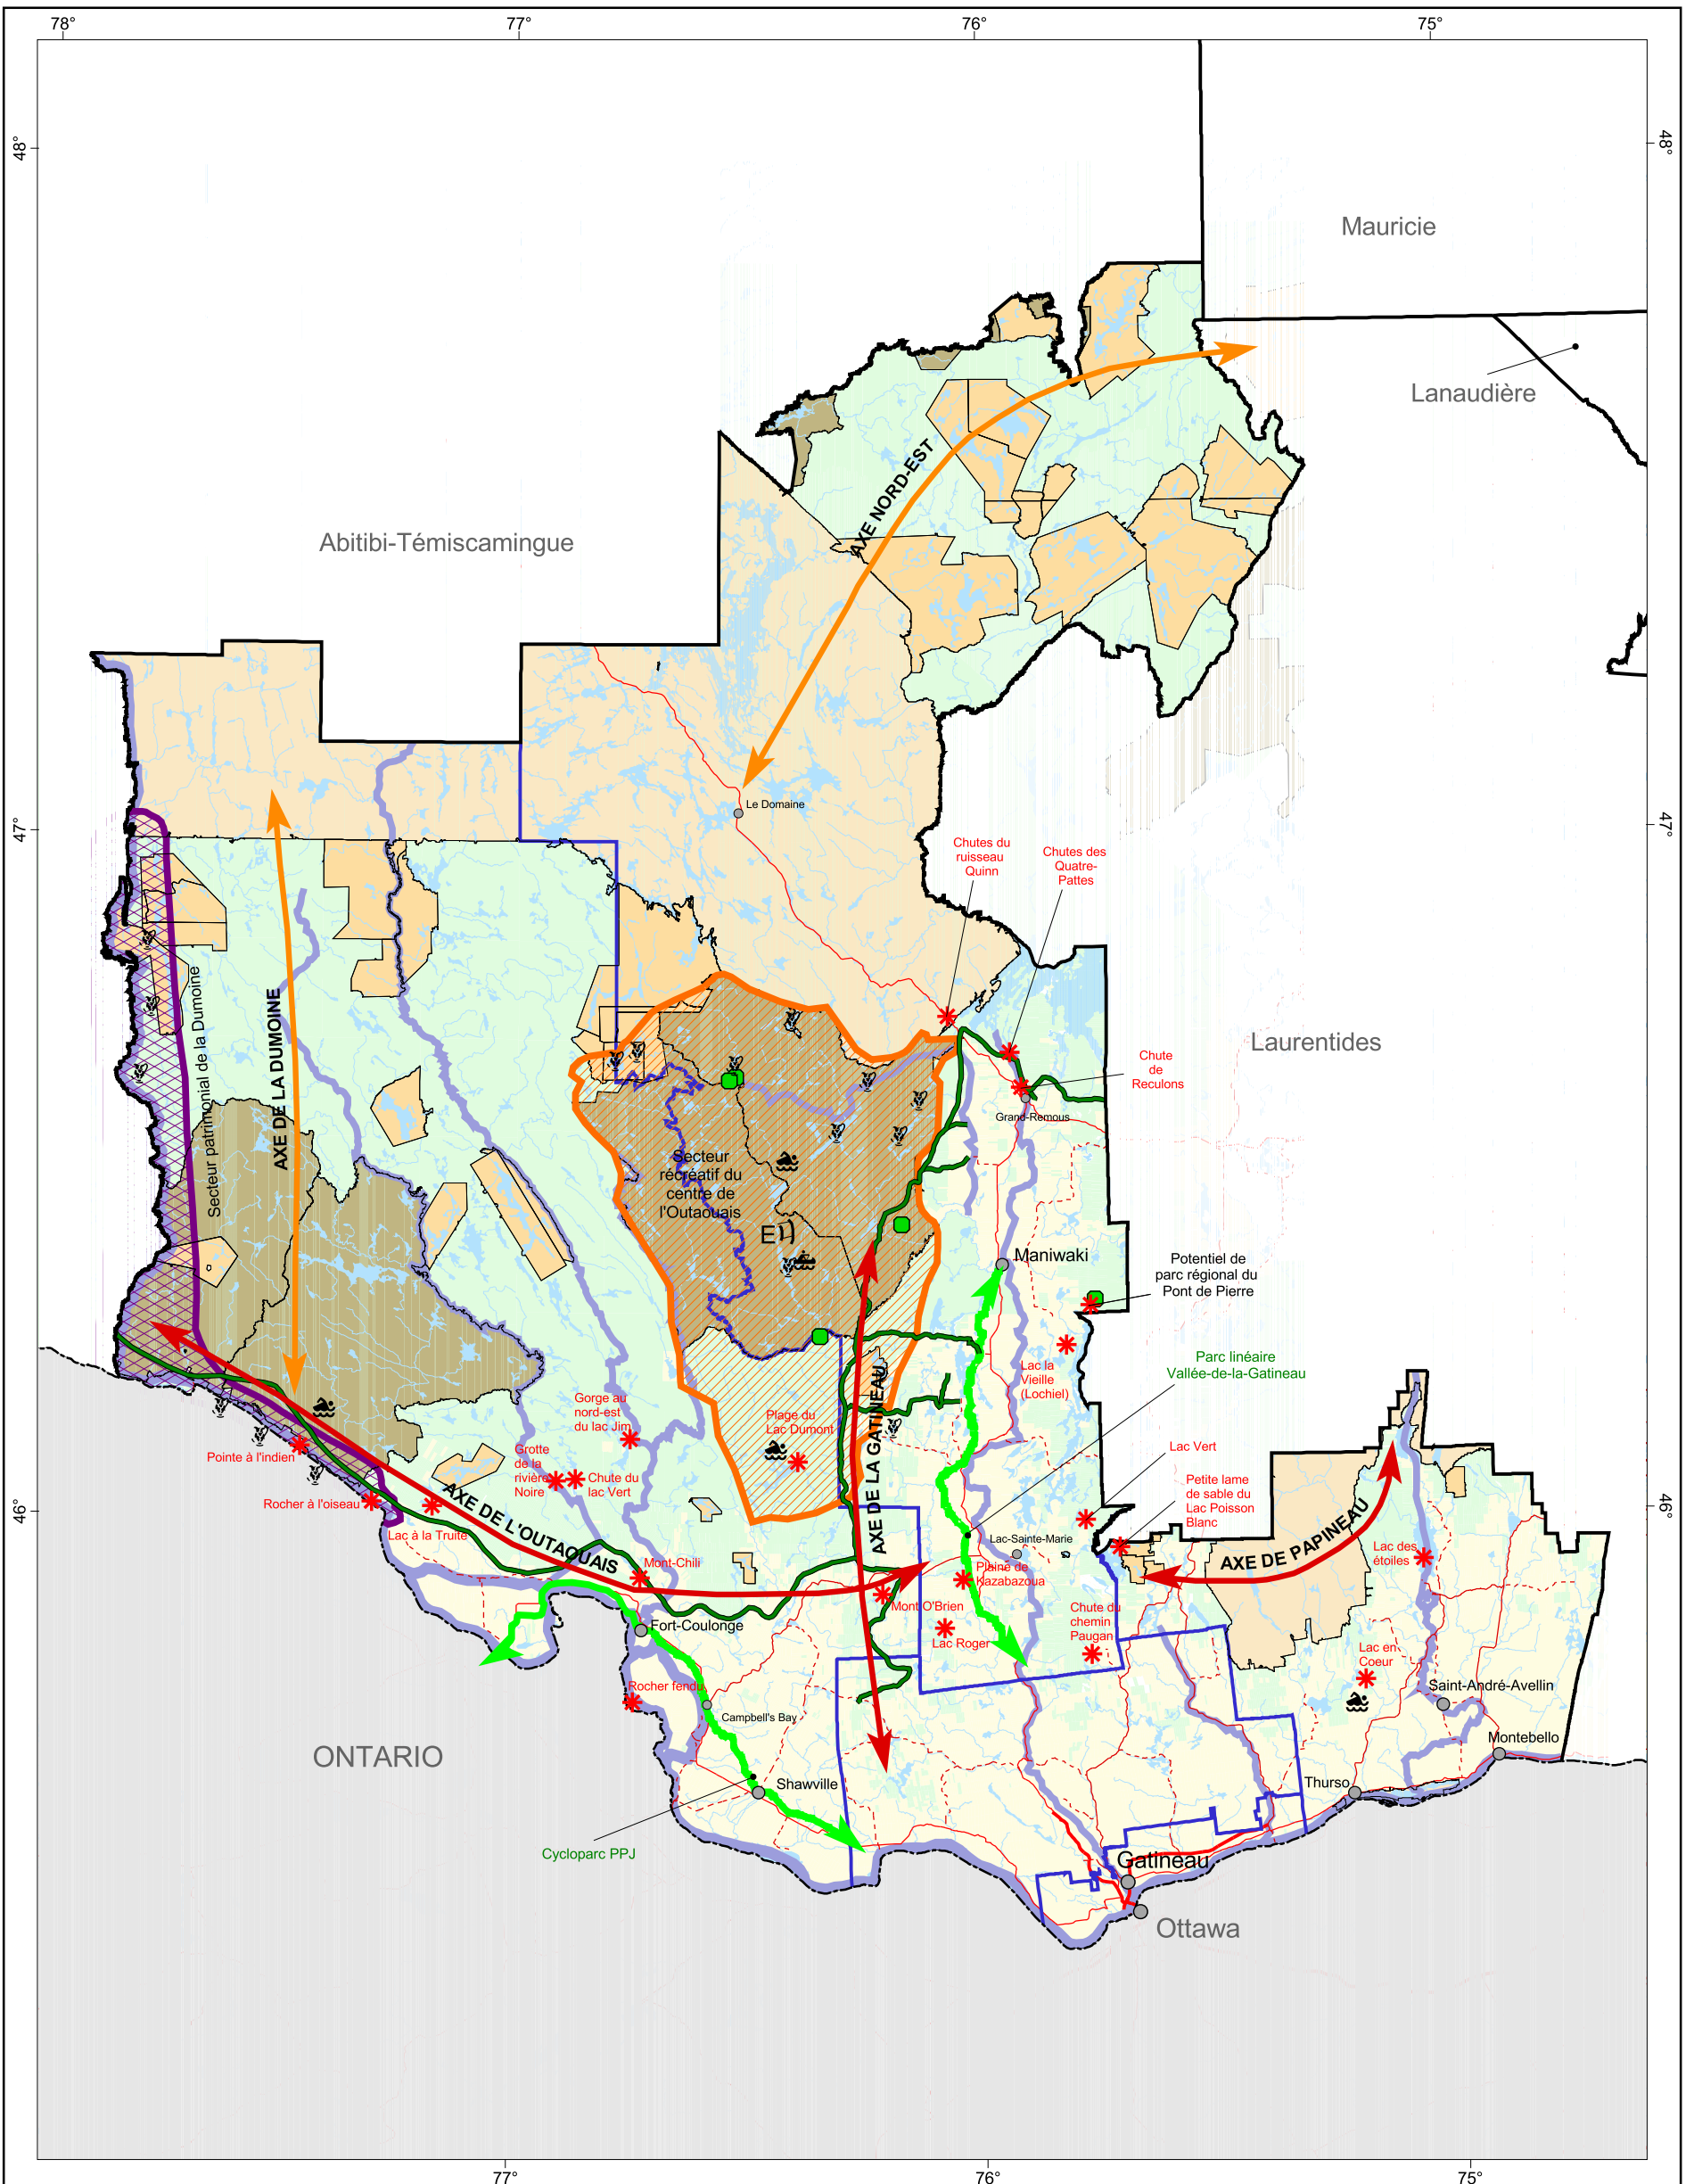 78°
77°
76°
75°
48°
48°
Mauricie
Lanaudière
Abitibi-Témiscamingue
AXE NORD-EST
Le Domaine
47°
47°
Chutes du
ruisseau
Quinn
Chutes des
Quatre-
Pattes
Laurentides
Chute
de
Reculons
Grand-Remous
Secteur patrimonial de la Dumoine
AXE DE LA DUMOINE
Secteur
récréatif du
centre de
l'Outaouais
Maniwaki
Potentiel de
parc régional du
Pont de Pierre
Lac la
Vieille
(Lochiel)
Parc linéaire
Vallée-de-la-Gatineau
Gorge au
nord-est
du lac Jim
Plage du
Lac Dumont
AXE DE LA GATINEAU
Pointe à l'indien
Grotte
de la
rivière
Noire
Chute du
lac Vert
Lac Vert
Petite lame
de sable du
Lac Poisson
Blanc
Rocher à l'oiseau
Lac à la Truite
AXE DE L'OUTAOUAIS
46°
46°
Lac-Sainte-Marie
AXE DE PAPINEAU
Lac des
étoiles
Mont-Chili
Plaine de
Kazabazoua
Mont O'Brien
Lac Roger
Chute du
chemin
Paugan
Fort-Coulonge
Lac en
Coeur
Rocher fendu
Saint-André-Avellin
Campbell's Bay
Montebello
ONTARIO
Shawville
Thurso
Cycloparc PPJ
Gatineau
Ottawa
77°
76°
75°